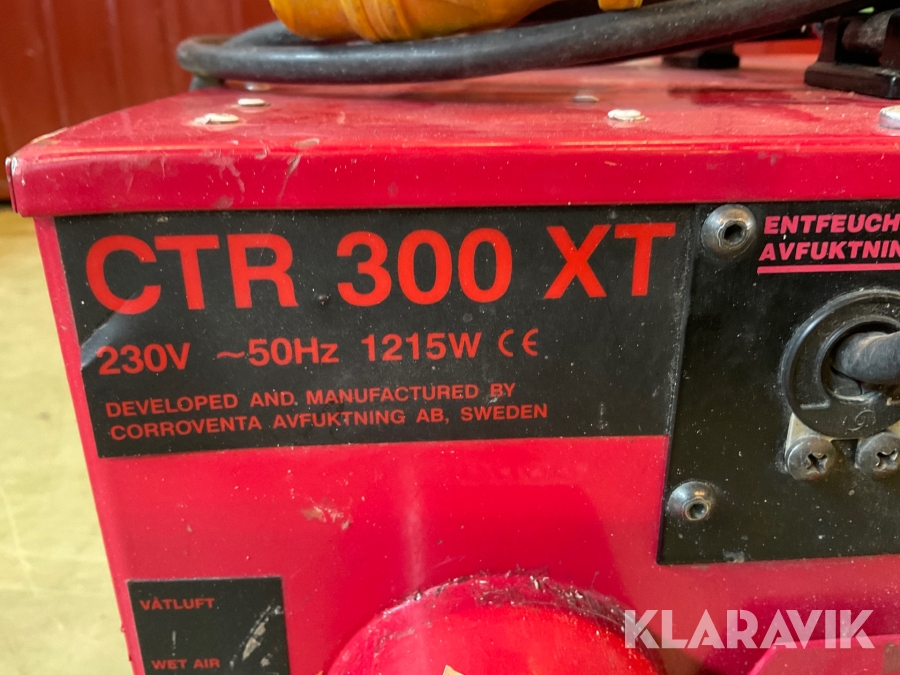 CTR 300 XT
230V ~50Hz 1215W CE
DEVELOPED AND MANUFACTURED BY
CORROVENTA AVFUKTNING AB, SWEDEN
ENTFEUCH
AVFUKTNIN
VÅTLUFT
WET AIR
KLARAVIK